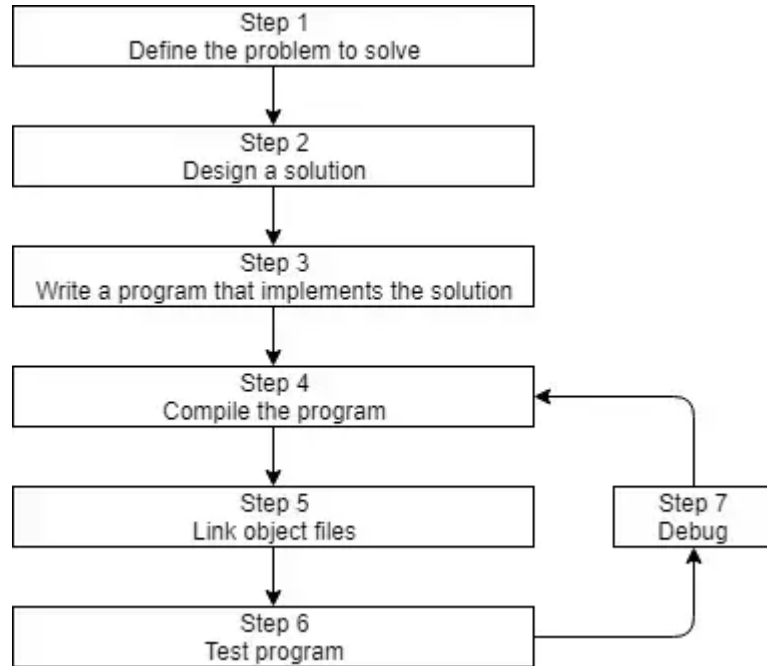 Step 1
Define the problem to solve
Step 2
Design a solution
Step 3
Write a program that implements the solution
Step 4
Compile the program
Step 5
Link object files
Step 7
Debug
Step 6
Test program